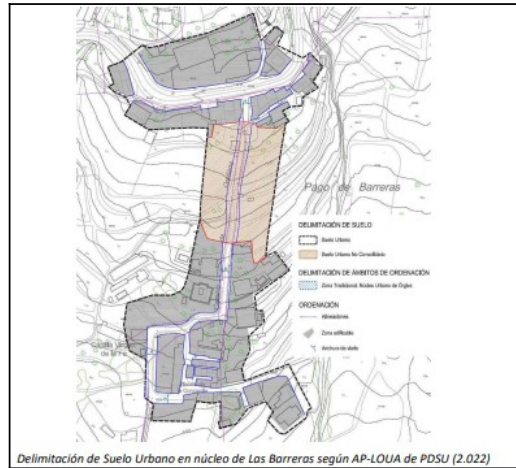 Pago de Barreras
DELIMITACIÓN DE SUELO
Suelo Urbano
Suelo Urbano No Consolidado
DELIMITACIÓN DE ÁMBITOS DE ORDENACIÓN
Zona Tradicional. Núcleo Urbano de Órgiva
ORDENACIÓN
Alineaciones
Zona edificable
Anchura de viario
Delimitación de Suelo Urbano en núcleo de Las Barreras según AP-LOUA de PDSU (2.022)